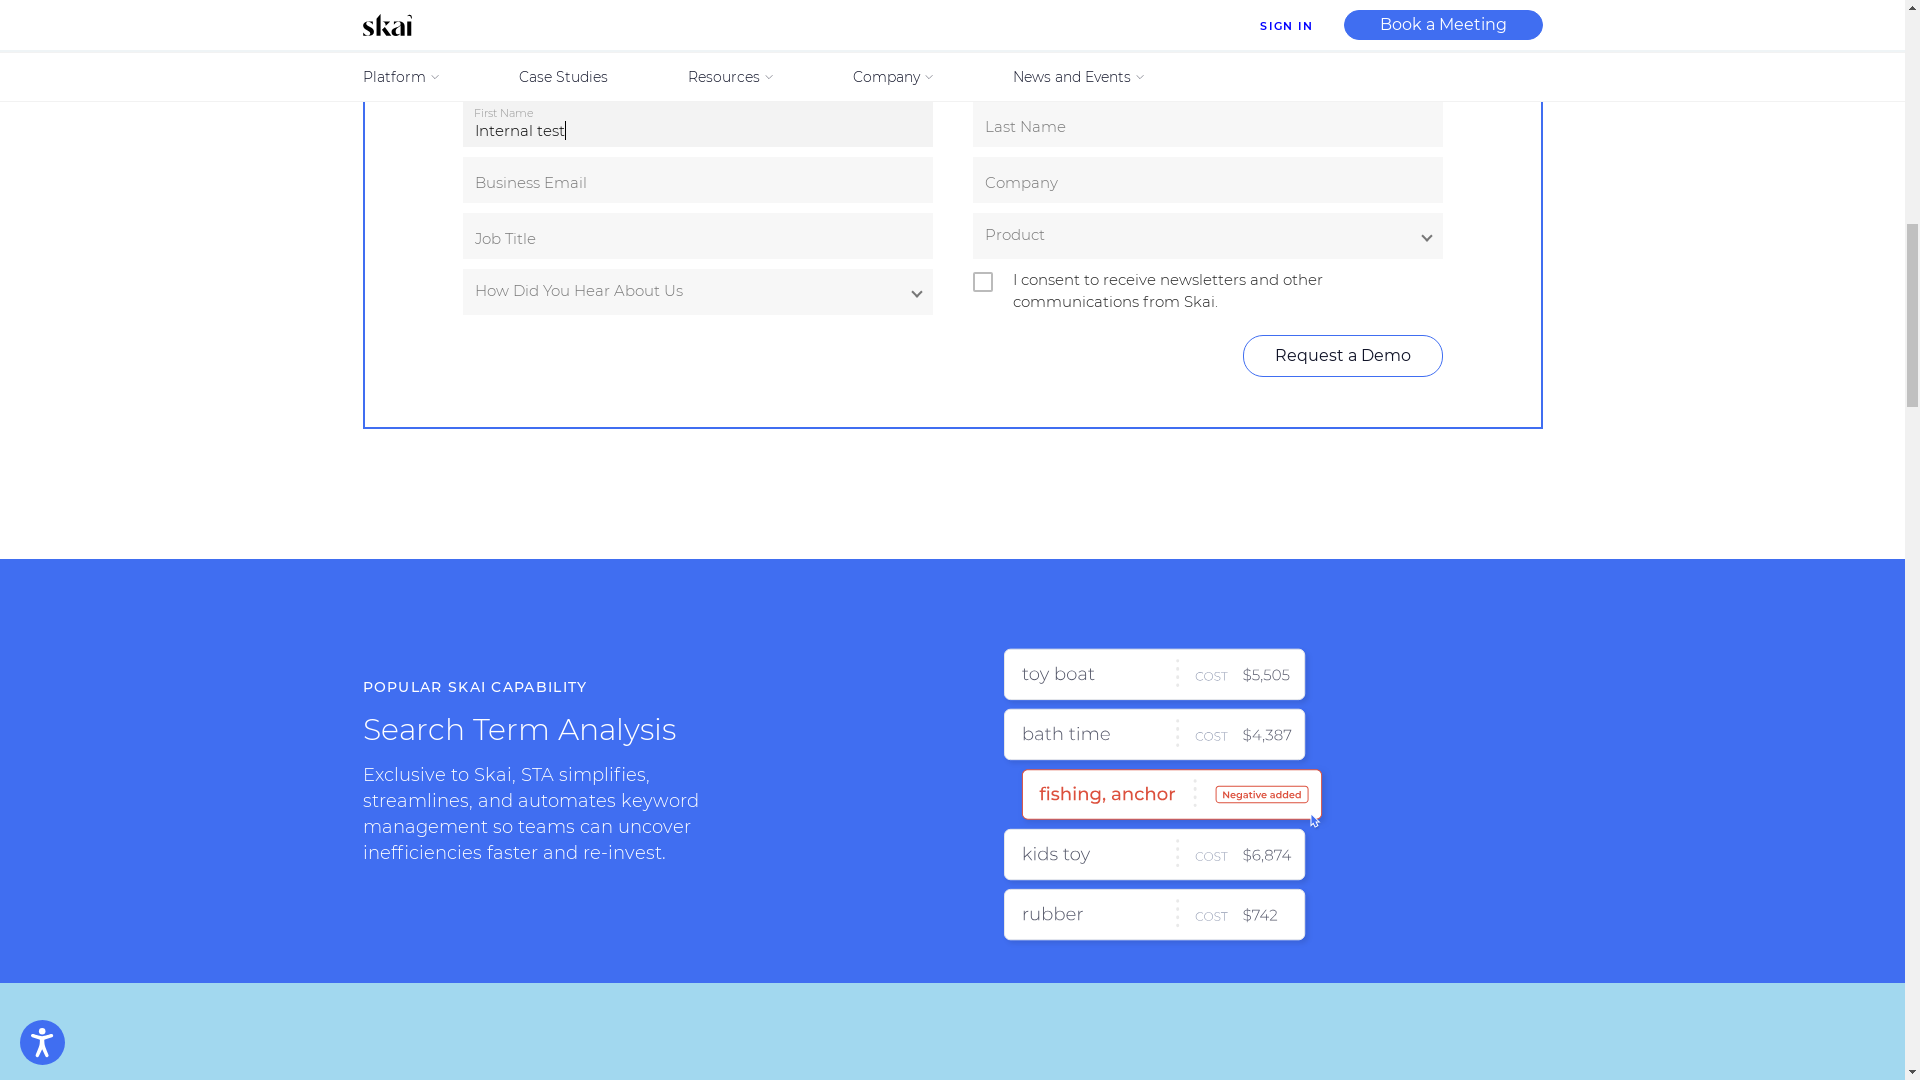 skai
SIGN IN
Book a Meeting
Platform
Case Studies
Resources
Company
News and Events
First Name
Internal test
Last Name
Business Email
Company
Job Title
Product
How Did You Hear About Us
I consent to receive newsletters and other
communications from Skai.
Request a Demo
POPULAR SKAI CAPABILITY
Search Term Analysis
Exclusive to Skai, STA simplifies,
streamlines, and automates keyword
management so teams can uncover
inefficiencies faster and re-invest.
toy boat COST $5,505
bath time COST $4,387
fishing, anchor Negative added
kids toy COST $6,874
rubber COST $742